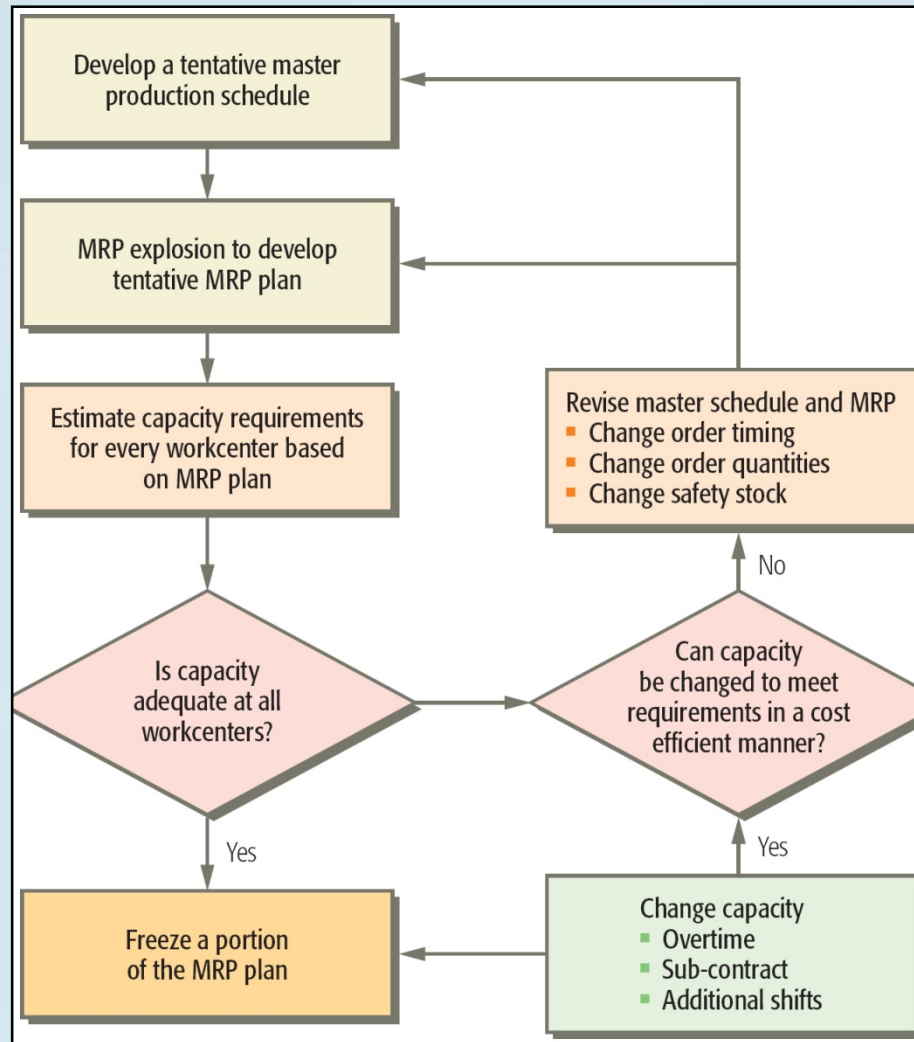 Develop a tentative master
production schedule
MRP explosion to develop
tentative MRP plan
Estimate capacity requirements
for every workcenter based
on MRP plan
Revise master schedule and MRP
▪ Change order timing
▪ Change order quantities
▪ Change safety stock
No
Is capacity
adequate at all
workcenters?
Can capacity
be changed to meet
requirements in a cost
efficient manner?
Yes
Yes
Freeze a portion
of the MRP plan
Change capacity
▪ Overtime
▪ Sub-contract
▪ Additional shifts